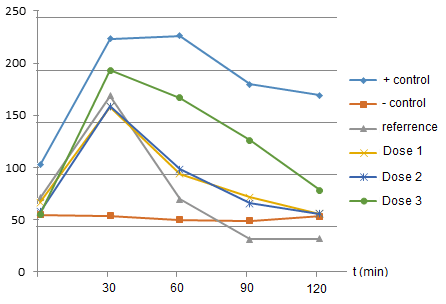 250
200
150
100
50
0
30 60 90 120
t (min)
+ control
- control
referrence
Dose 1
Dose 2
Dose 3